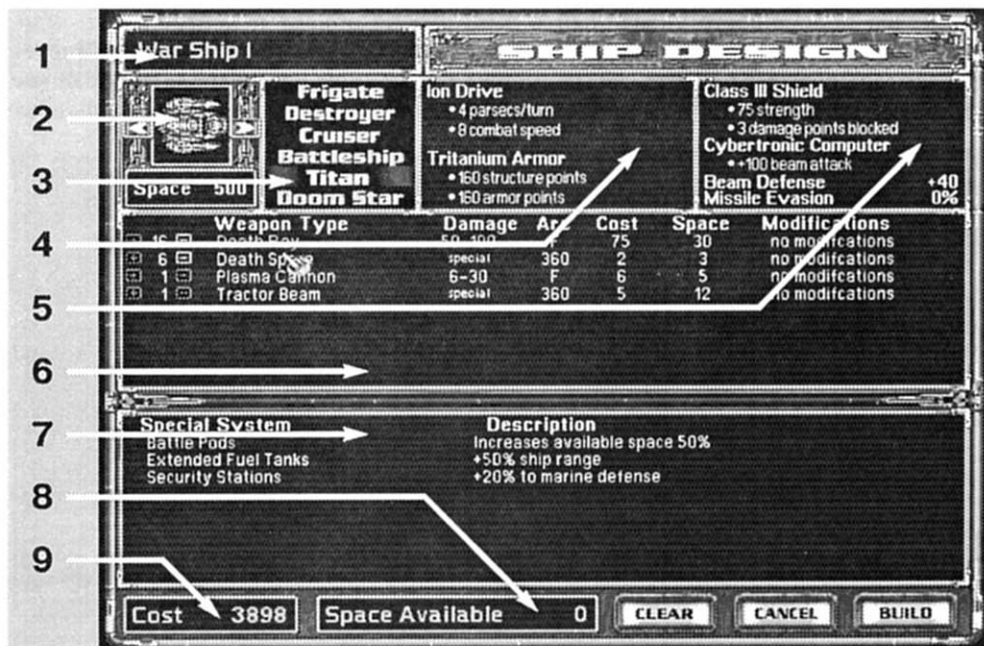 1
2
3
4
5
6
7
8
9
War Ship I
SHIP DESIGN
Space 500
Frigate
Destroyer
Cruiser
Battleship
Titan
Doom Star
Ion Drive
• 4 parsecs/turn
• 8 combat speed
Tritanium Armor
• 160 structure points
• 160 armor points
Class III Shield
• 75 strength
• 3 damage points blocked
Cybertronic Computer
• +100 beam attack
Beam Defense +40
Missile Evasion 0%
Weapon Type Damage Arc Cost Space Modifications
16 Death Ray 50-100 F 75 30 no modifcations
6 Death Spore special 360 2 3 no modifcations
1 Plasma Cannon 6-30 F 6 5 no modifcations
1 Tractor Beam special 360 5 12 no modifcations
Special System Description
Battle Pods Increases available space 50%
Extended Fuel Tanks +50% ship range
Security Stations +20% to marine defense
Cost 3898
Space Available 0
CLEAR
CANCEL
BUILD